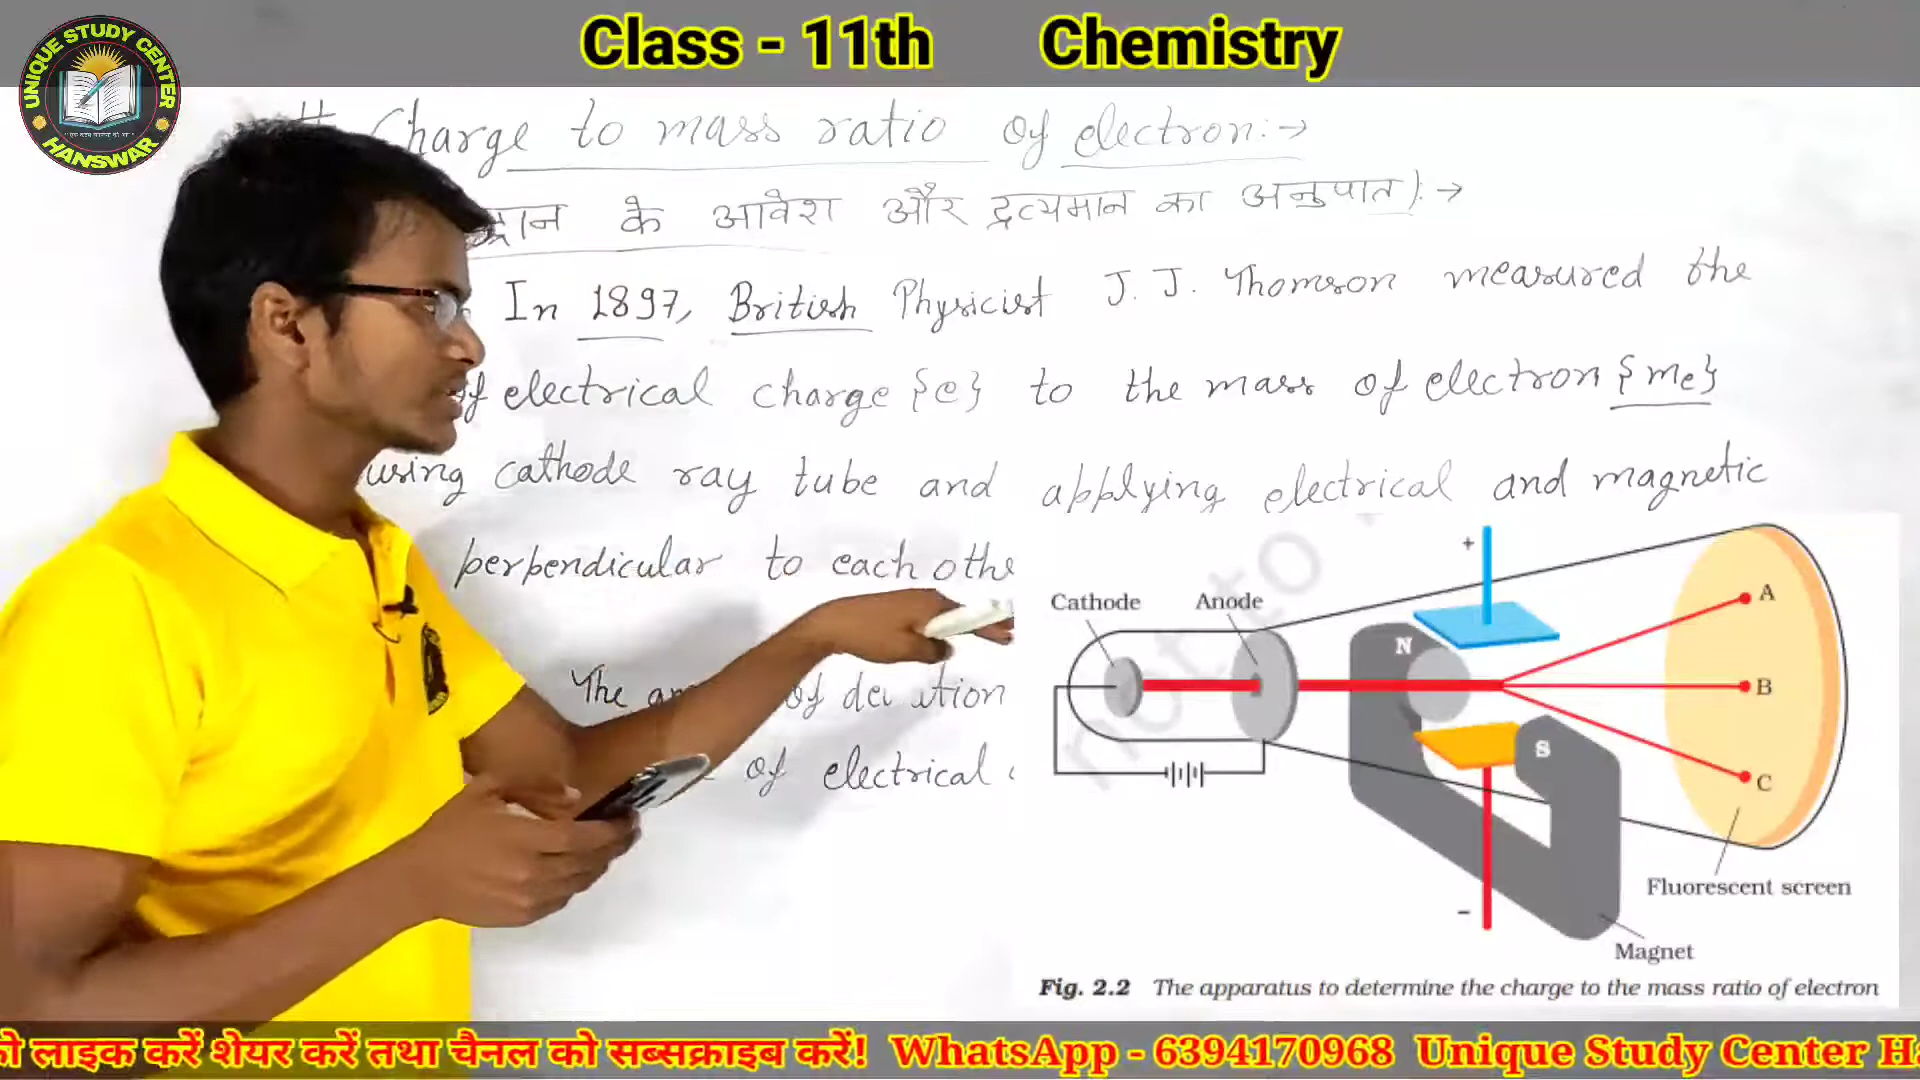 Class - 11th Chemistry
UNIQUE STUDY CENTER
HANSWAR
# Charge to mass ratio of electron:→
के आवेश और द्रव्यमान का अनुपात):→
In 1897, British Physicist J. J. Thomson measured the
of electrical charge {e} to the mass of electron {me}
using cathode ray tube and applying electrical and magnetic
perpendicular to each othe
The of
of electrical
Cathode Anode
+
N
S
A
B
C
−
Fluorescent screen
Magnet
Fig. 2.2 The apparatus to determine the charge to the mass ratio of electron
को लाइक करें शेयर करें तथा चैनल को सब्सक्राइब करें! WhatsApp - 6394170968 Unique Study Center H